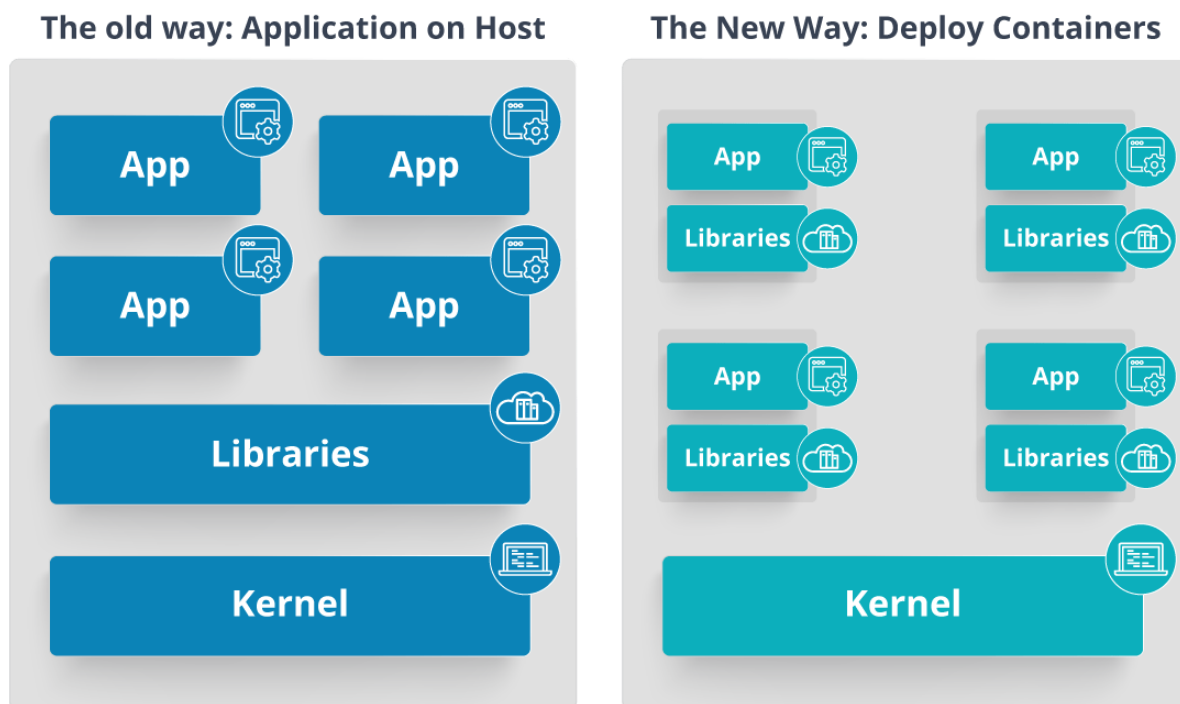 The old way: Application on Host
App
App
App
App
Libraries
Kernel
The New Way: Deploy Containers
App
App
Libraries
Libraries
App
App
Libraries
Libraries
Kernel